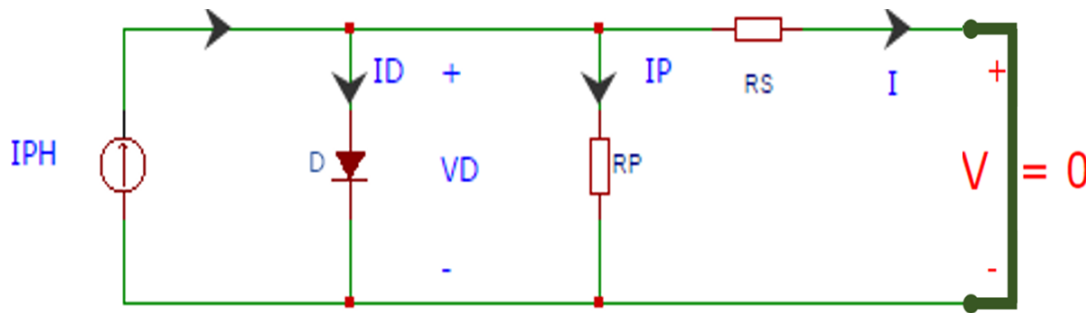 IPH
D
ID
+
VD
-
IP
RP
RS
I
+
V = 0
-